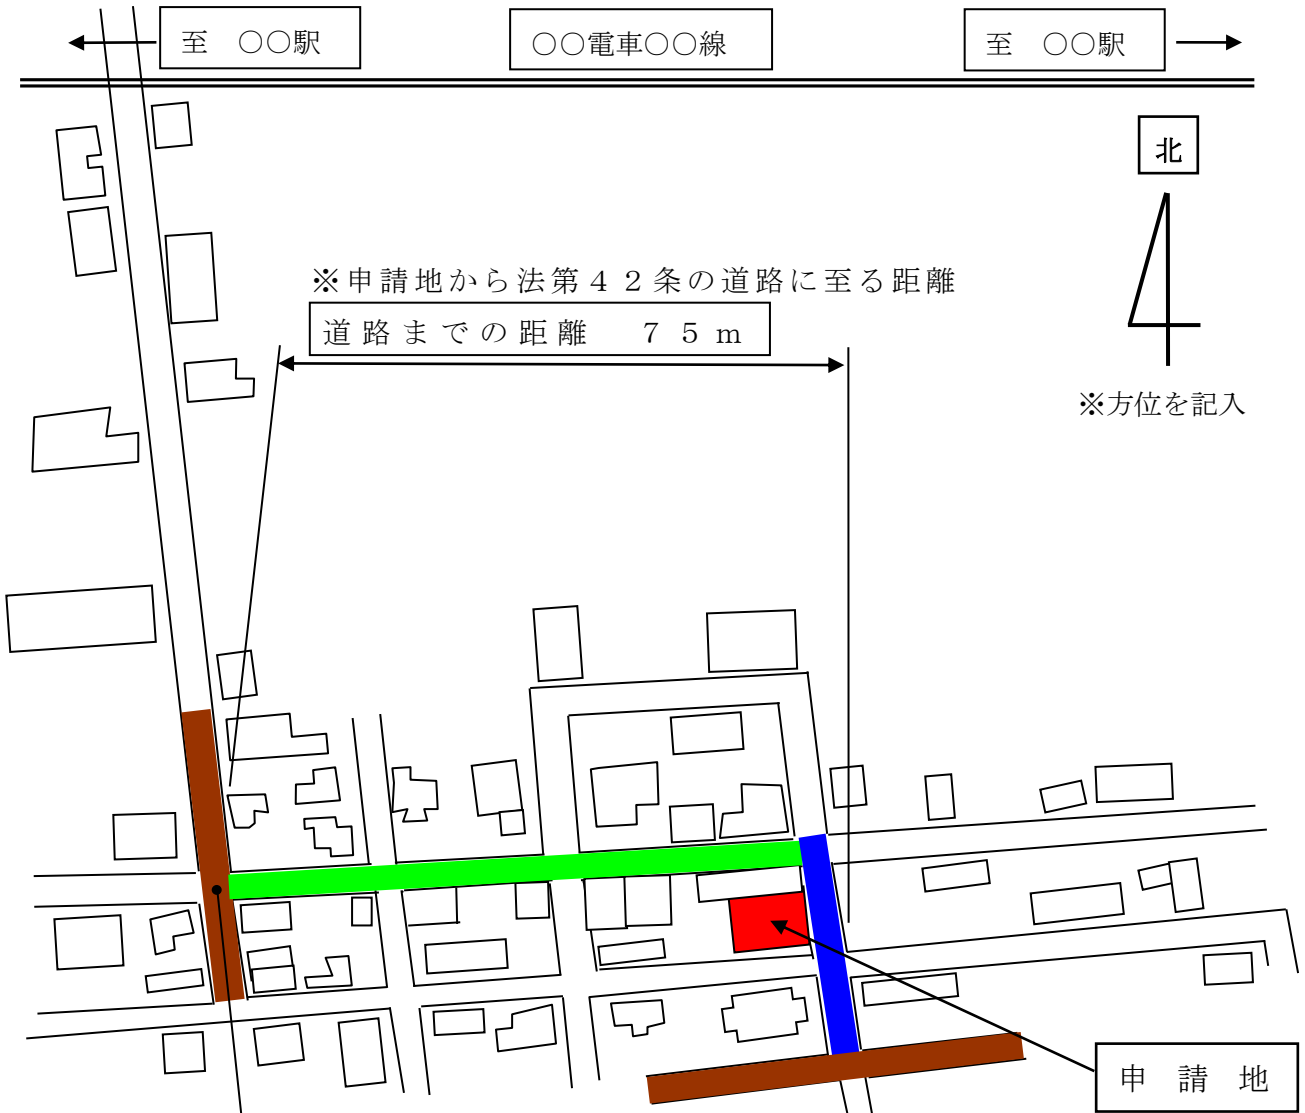 至　○○駅
○○電車○○線
至　○○駅
北
※申請地から法第４２条の道路に至る距離
道路までの距離　７５ｍ
※方位を記入
申　請　地